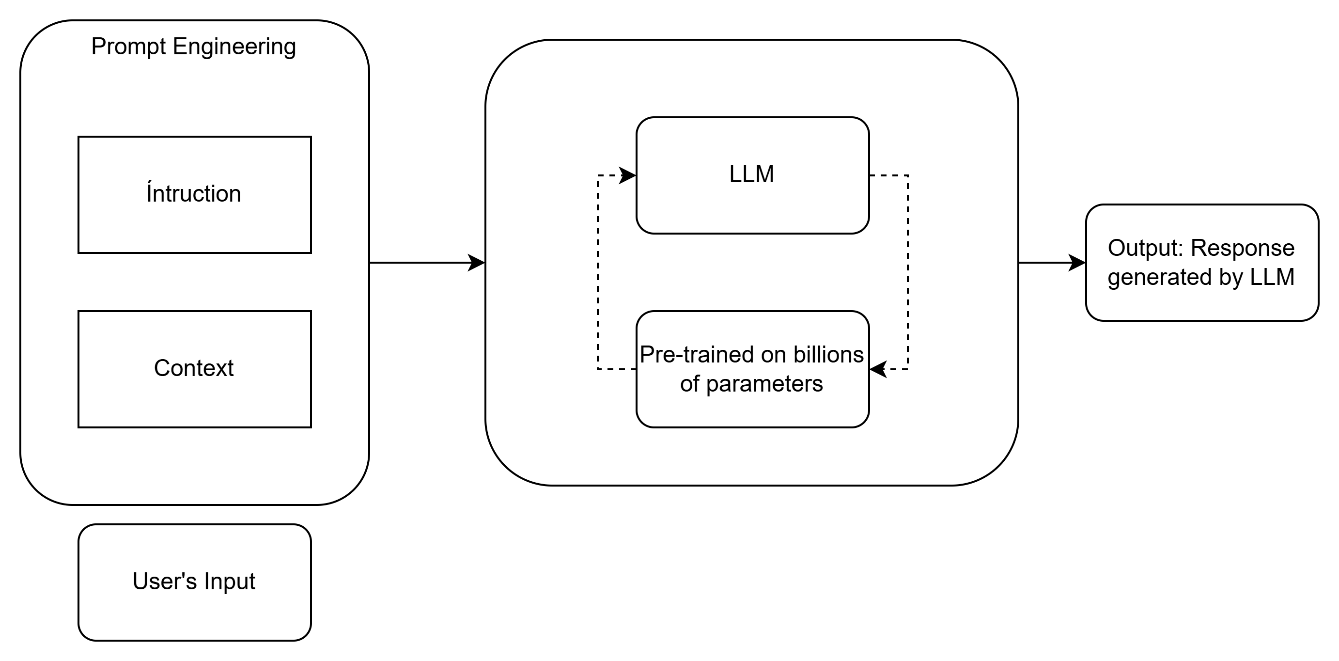 Prompt Engineering
Íntruction
Context
User's Input
LLM
Pre-trained on billions
of parameters
Output: Response
generated by LLM